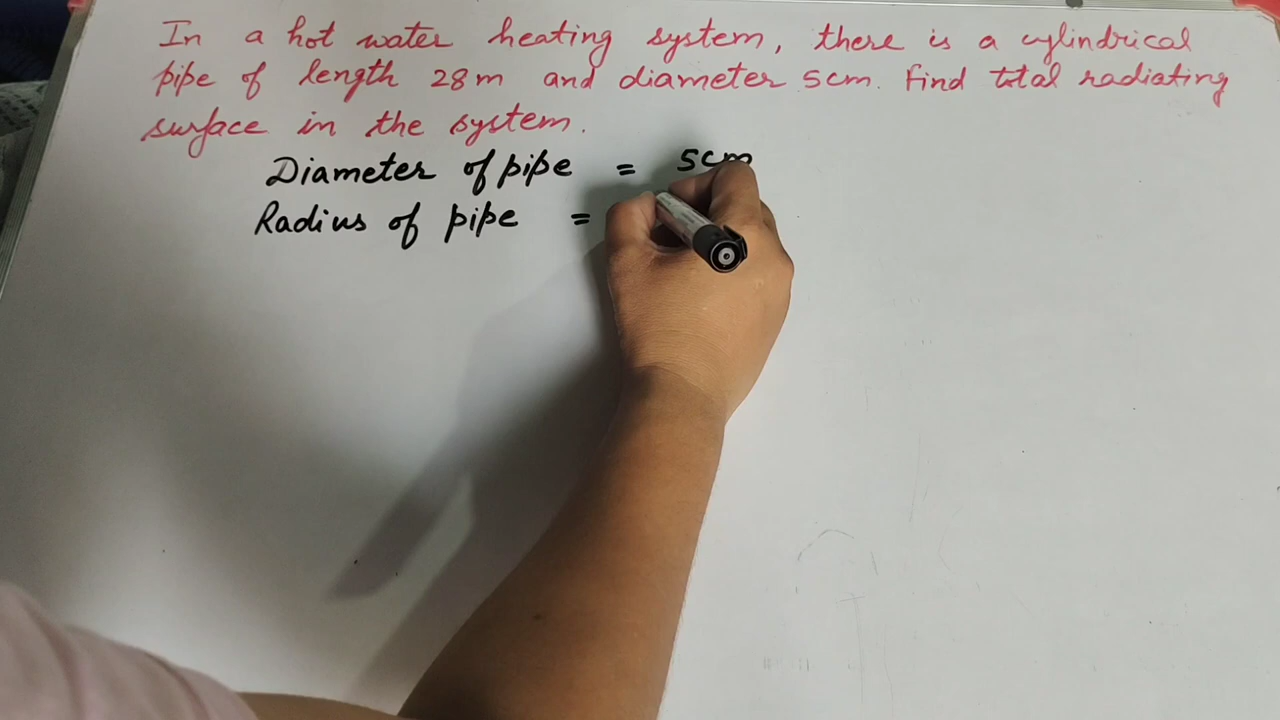 In a hot water heating system, there is a cylindrical
pipe of length 28m and diameter 5cm. Find total radiating
surface in the system.
Diameter of pipe = 5cm
Radius of pipe =